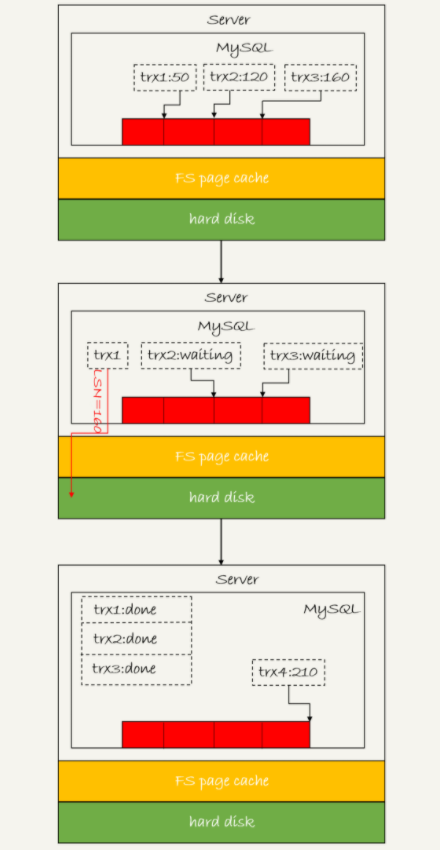 Server
MySQL
trx1:50 trx2:120 trx3:160
FS page cache
hard disk
Server
MySQL
trx1 trx2:waiting trx3:waiting
LSN=160
FS page cache
hard disk
Server
trx1:done MySQL
trx2:done
trx3:done trx4:210
FS page cache
hard disk